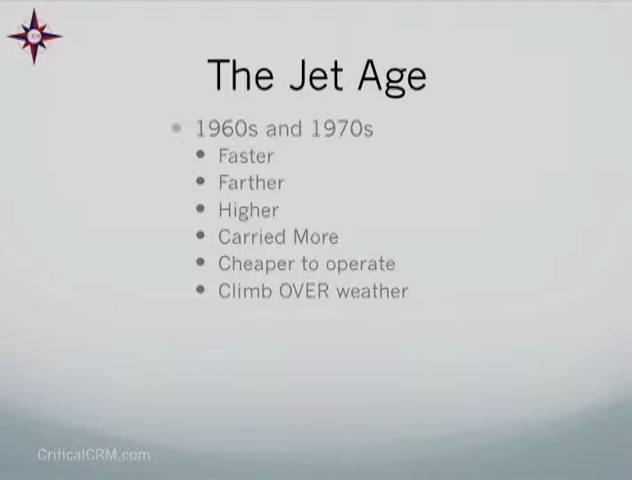 The Jet Age
1960s and 1970s
Faster
Farther
Higher
Carried More
Cheaper to operate
Climb OVER weather
CriticalCRM.com